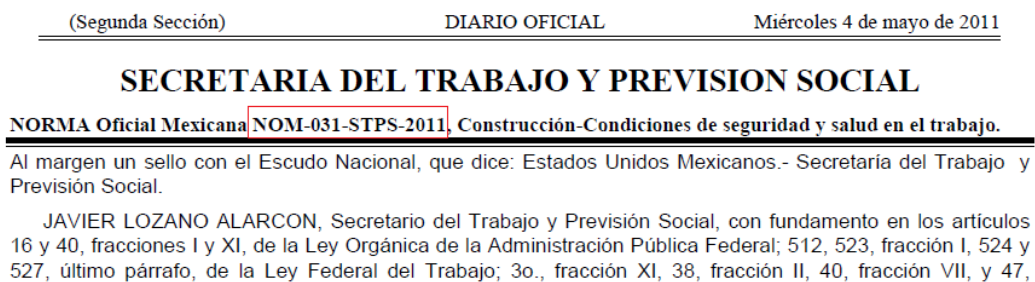 (Segunda Sección) DIARIO OFICIAL Miércoles 4 de mayo de 2011
SECRETARIA DEL TRABAJO Y PREVISION SOCIAL
NORMA Oficial Mexicana NOM-031-STPS-2011, Construcción-Condiciones de seguridad y salud en el trabajo.
Al margen un sello con el Escudo Nacional, que dice: Estados Unidos Mexicanos.- Secretaría del Trabajo y
Previsión Social.
JAVIER LOZANO ALARCON, Secretario del Trabajo y Previsión Social, con fundamento en los artículos
16 y 40, fracciones I y XI, de la Ley Orgánica de la Administración Pública Federal; 512, 523, fracción I, 524 y
527, último párrafo, de la Ley Federal del Trabajo; 3o., fracción XI, 38, fracción II, 40, fracción VII, y 47,